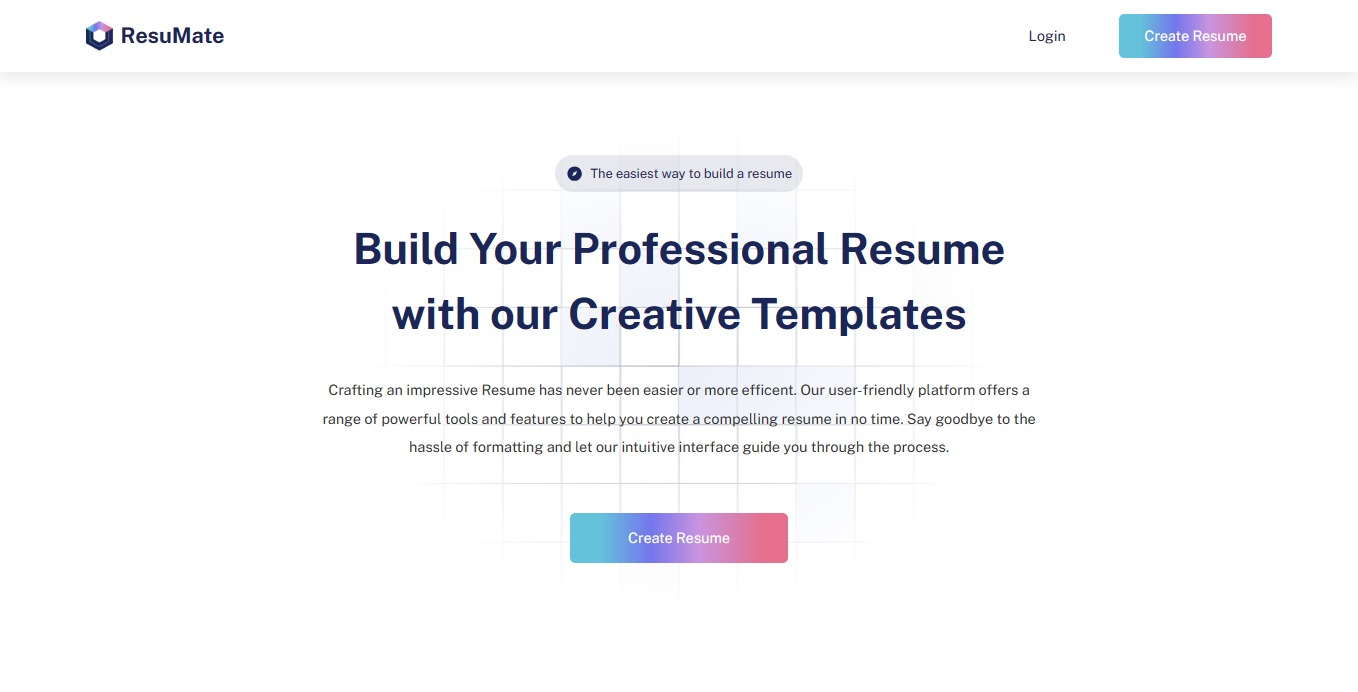 ResuMate
Login
Create Resume
The easiest way to build a resume
Build Your Professional Resume
with our Creative Templates
Crafting an impressive Resume has never been easier or more efficent. Our user-friendly platform offers a
range of powerful tools and features to help you create a compelling resume in no time. Say goodbye to the
hassle of formatting and let our intuitive interface guide you through the process.
Create Resume